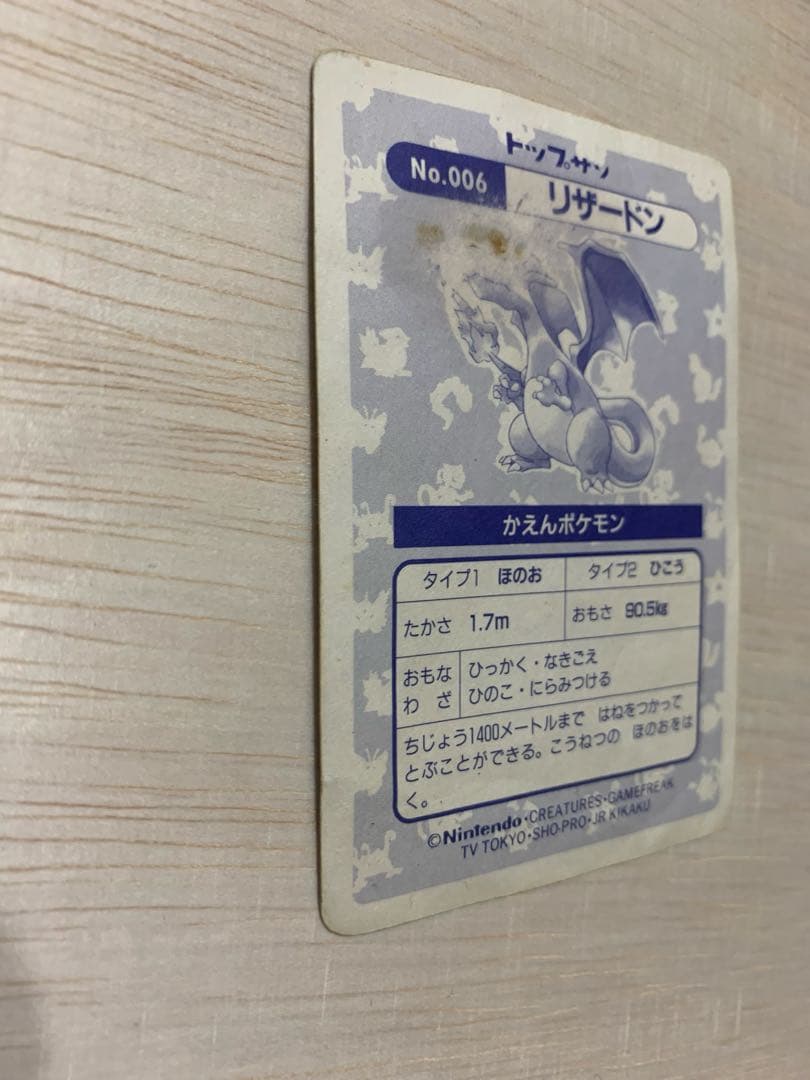 トップサン
No.006 リザードン
かえんポケモン
タイプ1 ほのお タイプ2 ひこう
たかさ 1.7m おもさ 90.5kg
おもな ひっかく・なきごえ
わざ ひのこ・にらみつける
ちじょう1400メートルまで はねをつかって
とぶことができる。こうねつの ほのおをは
く。
©Nintendo・CREATURES・GAMEFREAK
TV TOKYO・SHO-PRO・JR KIKAKU